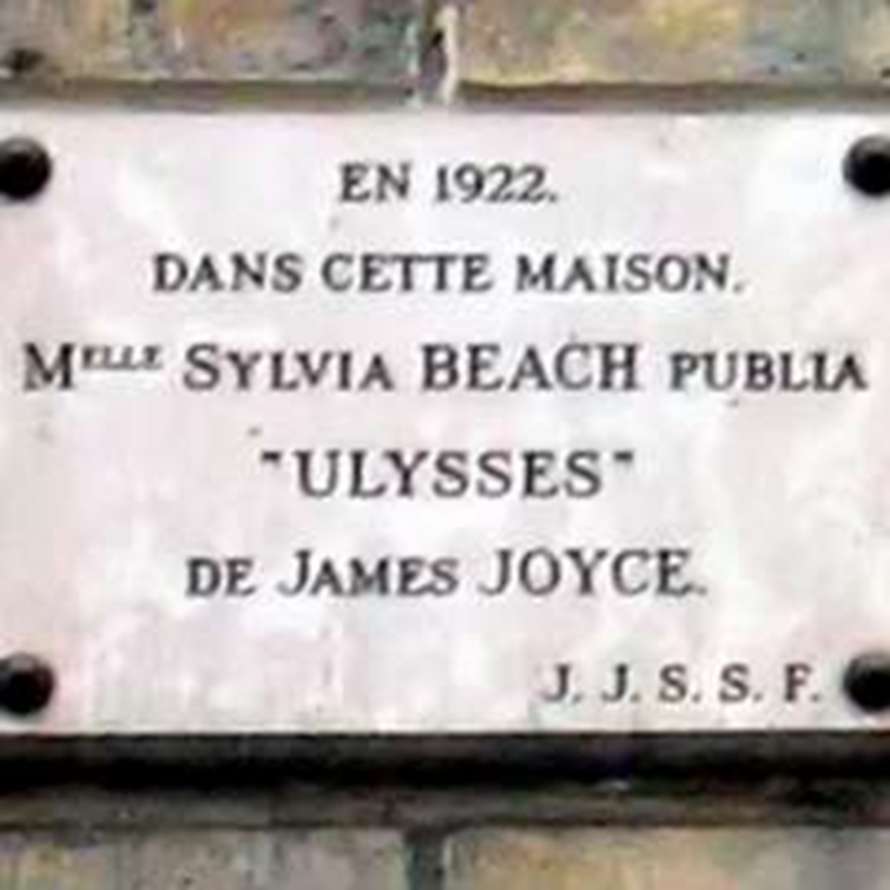 EN 1922.
DANS CETTE MAISON.
MELLE SYLVIA BEACH PUBLIA
"ULYSSES"
DE JAMES JOYCE.
J. J. S. S. F.